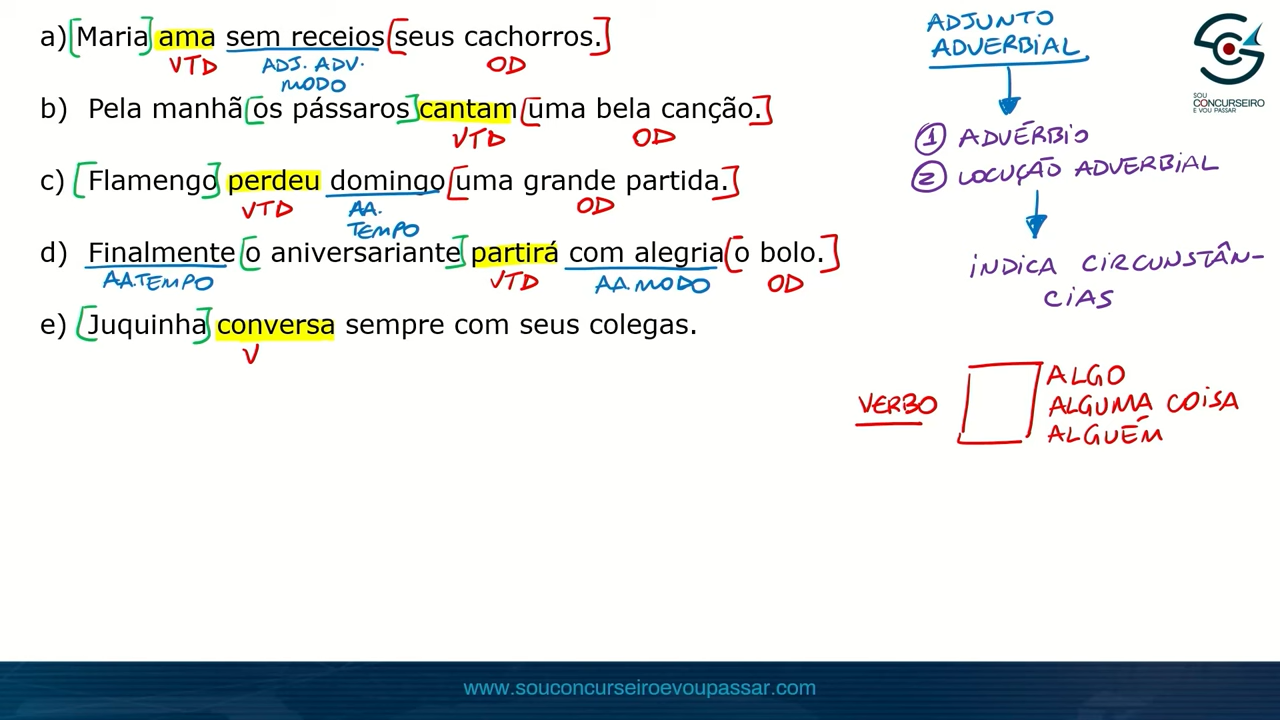 a) Maria ama sem receios seus cachorros.
VTD ADJ. ADV. MODO OD
b) Pela manhã os pássaros cantam uma bela canção.
VTD OD
c) Flamengo perdeu domingo uma grande partida.
VTD AA. TEMPO OD
d) Finalmente o aniversariante partirá com alegria o bolo.
AA.TEMPO VTD AA.MODO OD
e) Juquinha conversa sempre com seus colegas.
V
ADJUNTO
ADVERBIAL
1 ADVÉRBIO
2 LOCUÇÃO ADVERBIAL
INDICA CIRCUNSTÂN-
CIAS
VERBO
ALGO
ALGUMA COISA
ALGUÉM
SOU
CONCURSEIRO
E VOU PASSAR
www.souconcurseiroevoupassar.com